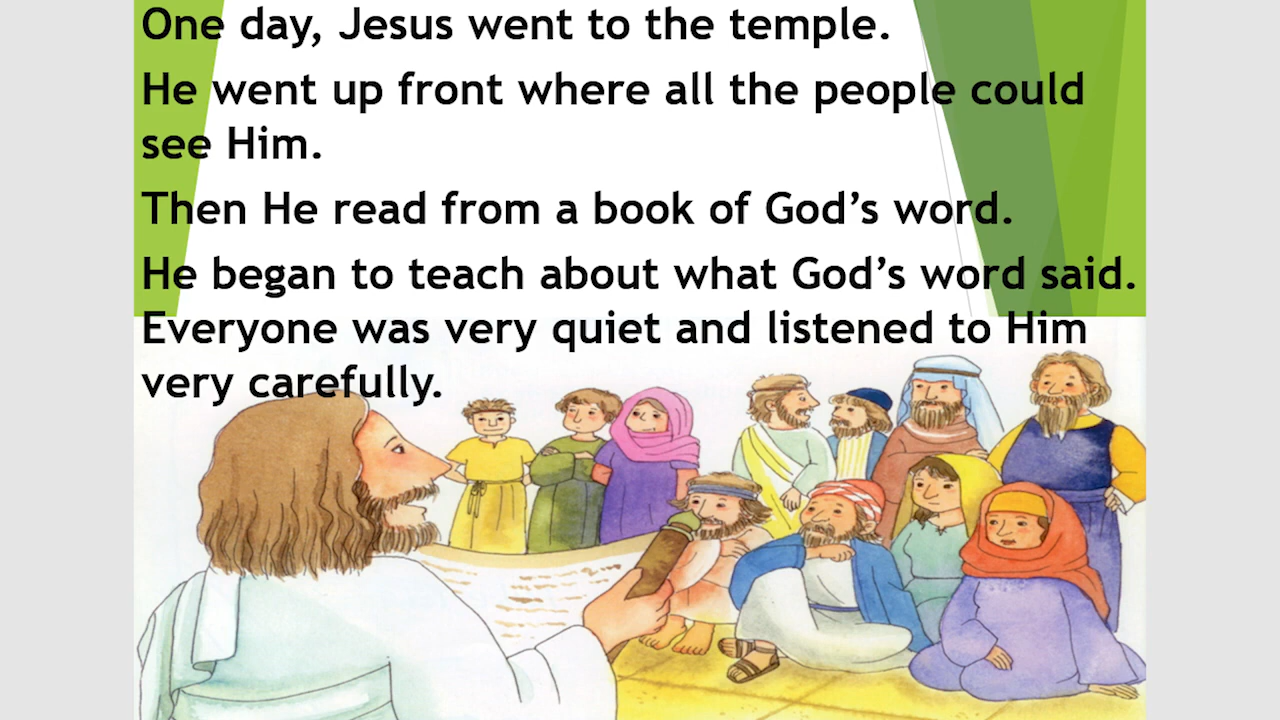 One day, Jesus went to the temple.
He went up front where all the people could
see Him.
Then He read from a book of God’s word.
He began to teach about what God’s word said.
Everyone was very quiet and listened to Him
very carefully.